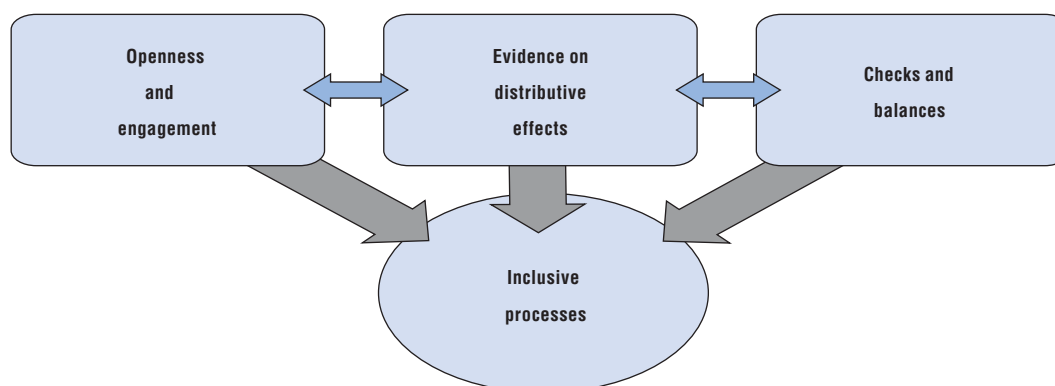 Openness
and
engagement
Evidence on
distributive
effects
Checks and
balances
Inclusive
processes